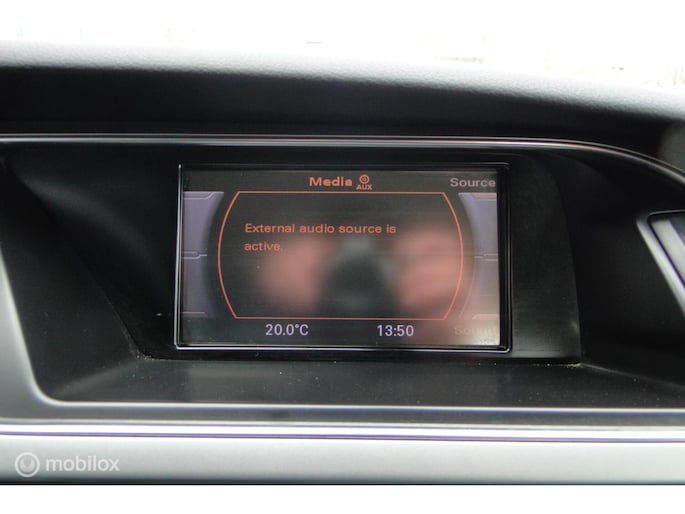 Media AUX Source
External audio source is
active.
Sound
20.0°C 13:50
mobilox